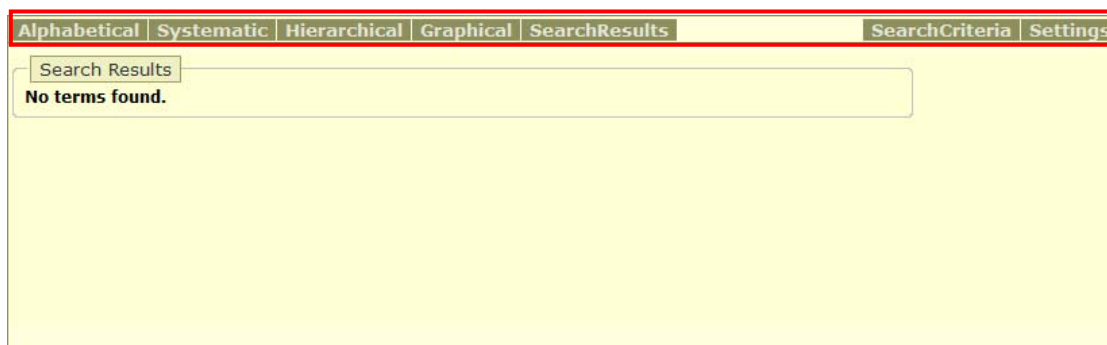 Alphabetical Systematic Hierarchical Graphical SearchResults SearchCriteria Settings
Search Results
No terms found.